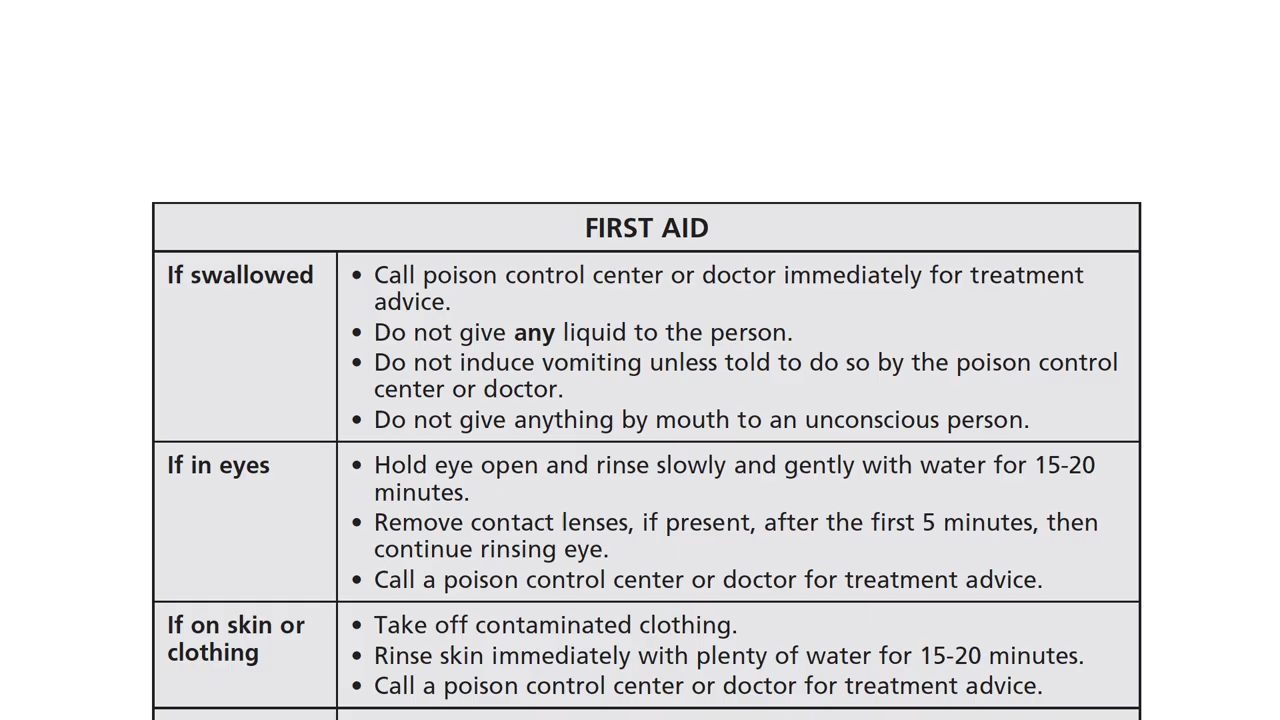 FIRST AID
If swallowed
• Call poison control center or doctor immediately for treatment
advice.
• Do not give any liquid to the person.
• Do not induce vomiting unless told to do so by the poison control
center or doctor.
• Do not give anything by mouth to an unconscious person.
If in eyes
• Hold eye open and rinse slowly and gently with water for 15-20
minutes.
• Remove contact lenses, if present, after the first 5 minutes, then
continue rinsing eye.
• Call a poison control center or doctor for treatment advice.
If on skin or
clothing
• Take off contaminated clothing.
• Rinse skin immediately with plenty of water for 15-20 minutes.
• Call a poison control center or doctor for treatment advice.